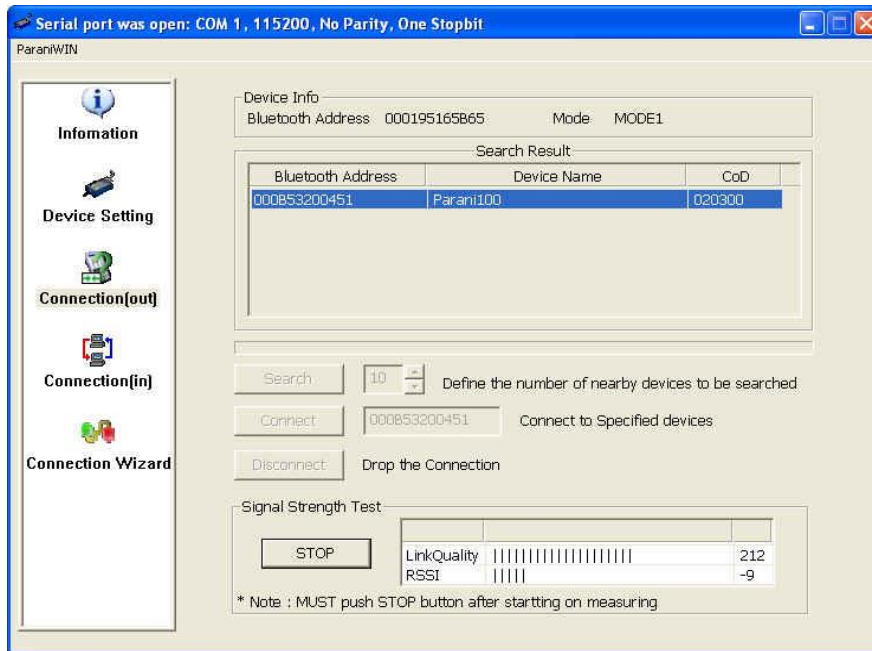 Serial port was open: COM 1, 115200, No Parity, One Stopbit
ParaniWIN
Infomation
Device Setting
Connection(out)
Connection(in)
Connection Wizard
Device Info
Bluetooth Address 000195165B65 Mode MODE1
Search Result
Bluetooth Address Device Name CoD
000B53200451 Parani100 020300
Search 10 Define the number of nearby devices to be searched
Connect 000B53200451 Connect to Specified devices
Disconnect Drop the Connection
Signal Strength Test
STOP
LinkQuality |||||||||||||||||||| 212
RSSI ||||| -9
* Note : MUST push STOP button after startting on measuring